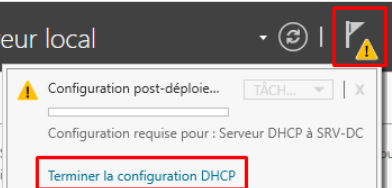 eur local
Configuration post-déploie...
TÂCH...
X
Configuration requise pour : Serveur DHCP à SRV-DC
Terminer la configuration DHCP